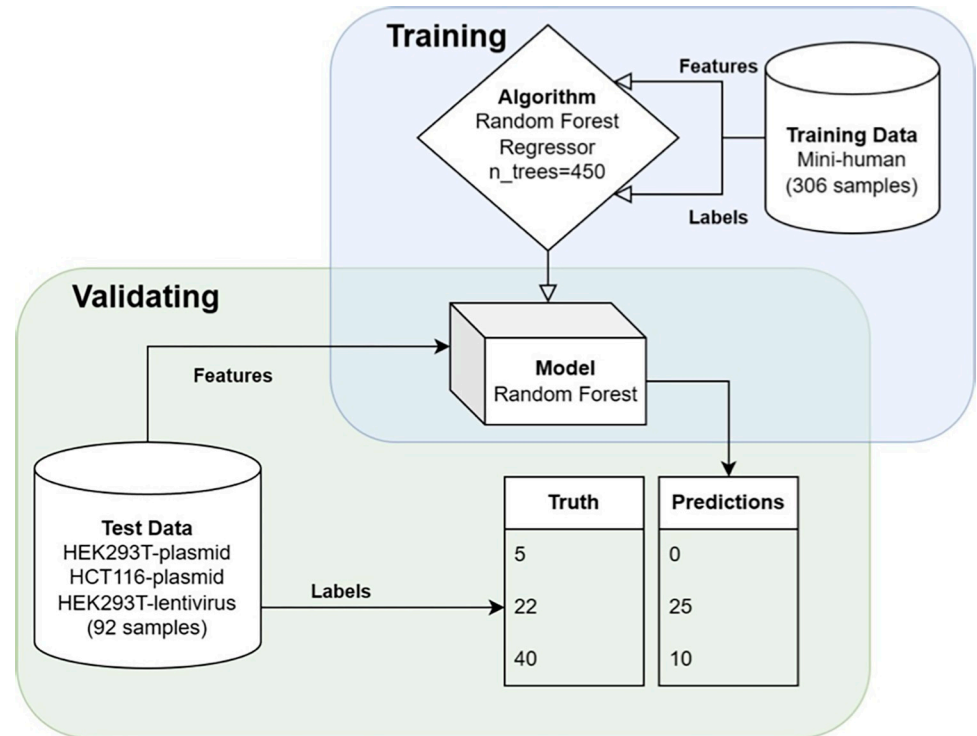 Training
Features
Algorithm
Random Forest
Regressor
n_trees=450
Training Data
Mini-human
(306 samples)
Labels
Validating
Features
Model
Random Forest
Test Data
HEK293T-plasmid
HCT116-plasmid
HEK293T-lentivirus
(92 samples)
Labels
Truth Predictions
5 0
22 25
40 10